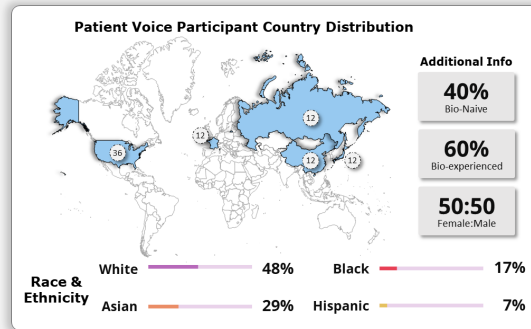 Patient Voice Participant Country Distribution
Additional Info
40%
Bio-Naive
60%
Bio-experienced
50:50
Female:Male
12
12
36
12
12
Race &
Ethnicity
White 48%
Black 17%
Asian 29%
Hispanic 7%